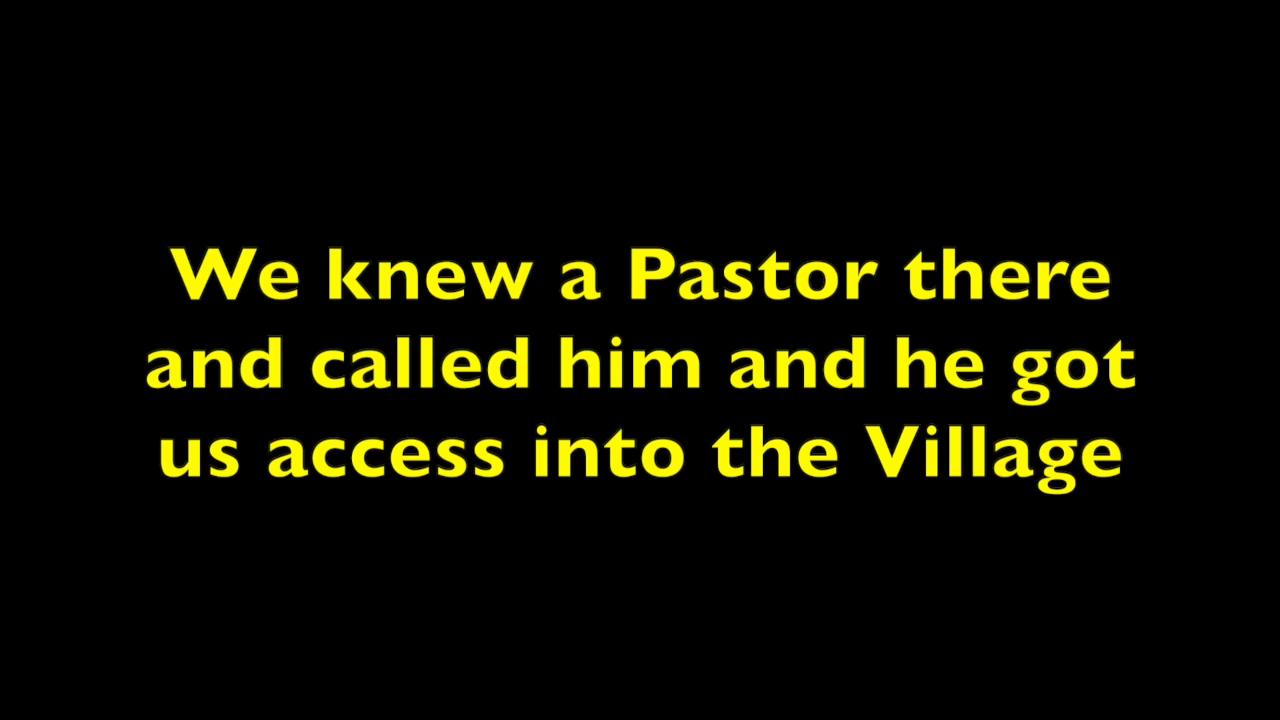 We knew a Pastor there
and called him and he got
us access into the Village